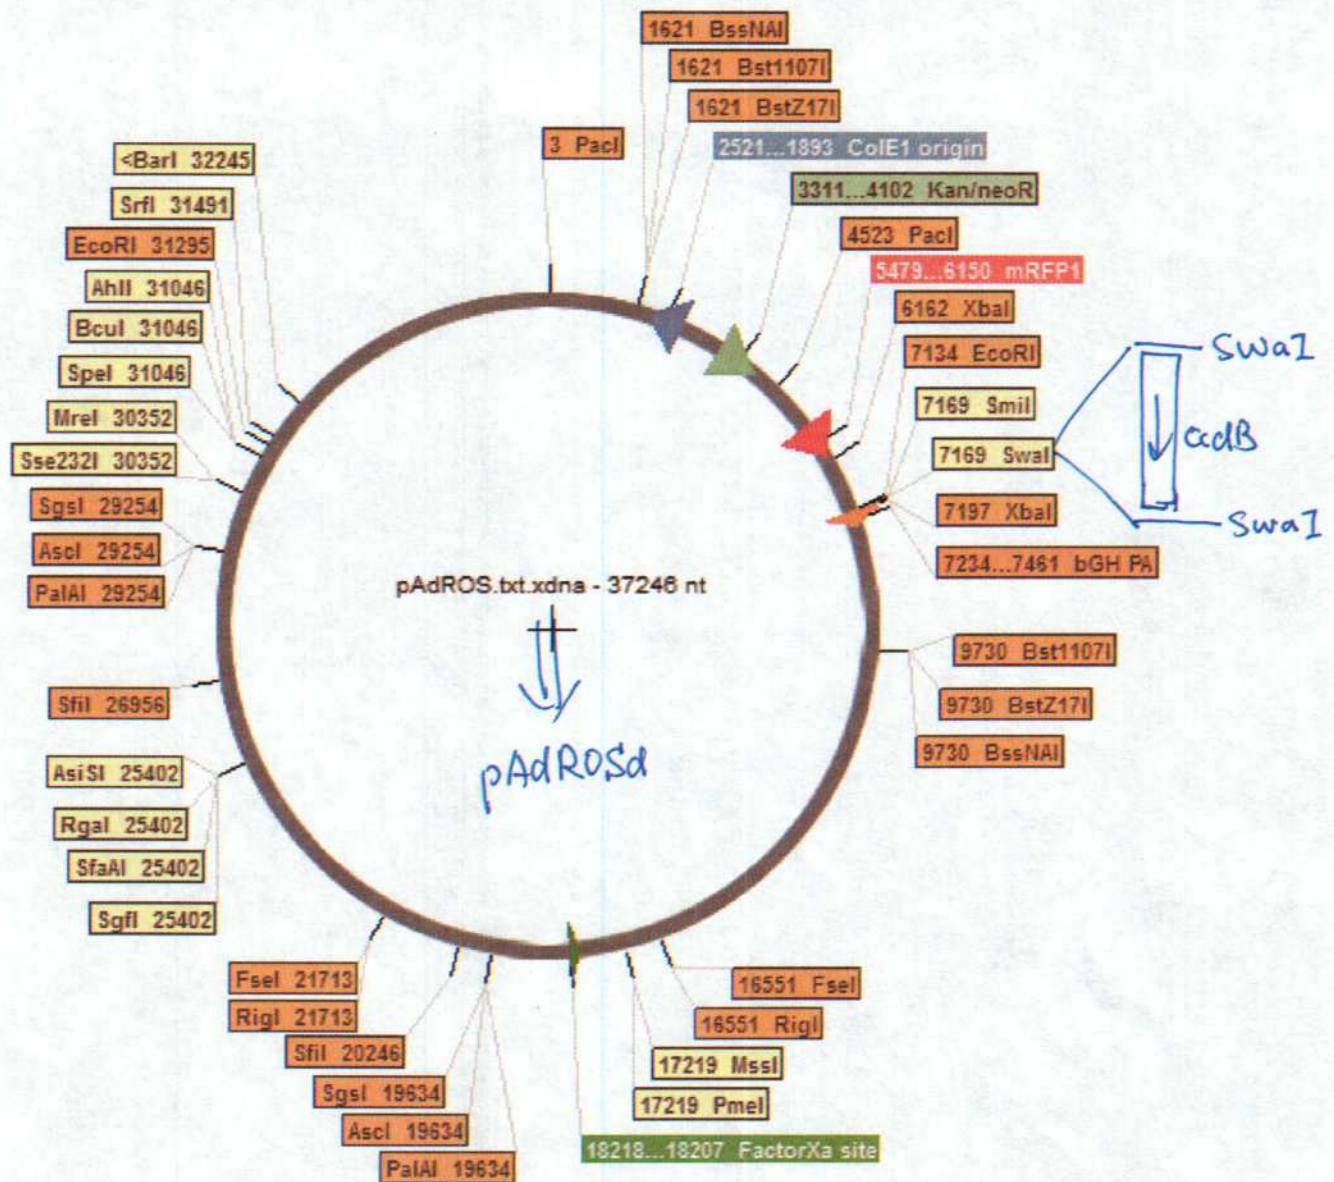 1621 BssNAI
1621 Bst1107I
1621 BstZ17I
3 PacI
2521...1893 ColE1 origin
3311...4102 Kan/neoR
4523 PacI
5479...6150 mRFP1
6162 XbaI
7134 EcoRI
7169 SmiI
7169 SwaI
7197 XbaI
7234...7461 bGH PA
SwaI
ccdB
SwaI
9730 Bst1107I
9730 BstZ17I
9730 BssNAI
16551 FseI
16551 RigI
17219 MssI
17219 PmeI
18218...18207 FactorXa site
PalAI 19634
AscI 19634
SgsI 19634
SfiI 20246
RigI 21713
FseI 21713
SgfI 25402
SfaAI 25402
RgaI 25402
AsiSI 25402
SfiI 26956
PalAI 29254
AscI 29254
SgsI 29254
Sse232I 30352
MreI 30352
SpeI 31046
BcuI 31046
AhlI 31046
EcoRI 31295
SrfI 31491
<BarI 32245
pAdROS.txt.xdna - 37246 nt
pAdROSd